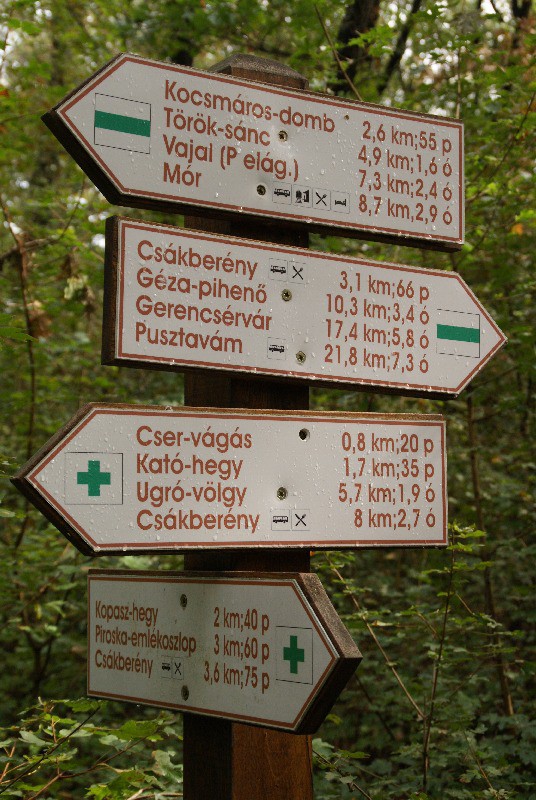 Kocsmáros-domb 2,6 km;55 p
Török-sánc 4,9 km;1,6 ó
Vajal (P elág.) 7,3 km;2,4 ó
Mór 8,7 km;2,9 ó
Csákberény 3,1 km;66 p
Géza-pihenő 10,3 km;3,4 ó
Gerencsérvár 17,4 km;5,8 ó
Pusztavám 21,8 km;7,3 ó
Cser-vágás 0,8 km;20 p
Kató-hegy 1,7 km;35 p
Ugró-völgy 5,7 km;1,9 ó
Csákberény 8 km;2,7 ó
Kopasz-hegy 2 km;40 p
Piroska-emlékoszlop 3 km;60 p
Csákberény 3,6 km;75 p